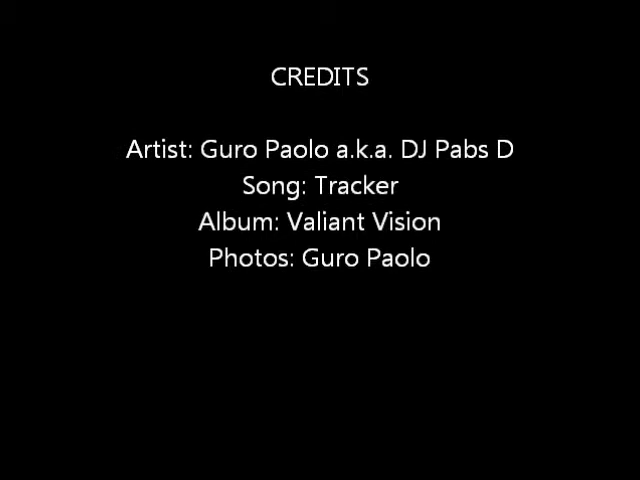 CREDITS
Artist: Guro Paolo a.k.a. DJ Pabs D
Song: Tracker
Album: Valiant Vision
Photos: Guro Paolo